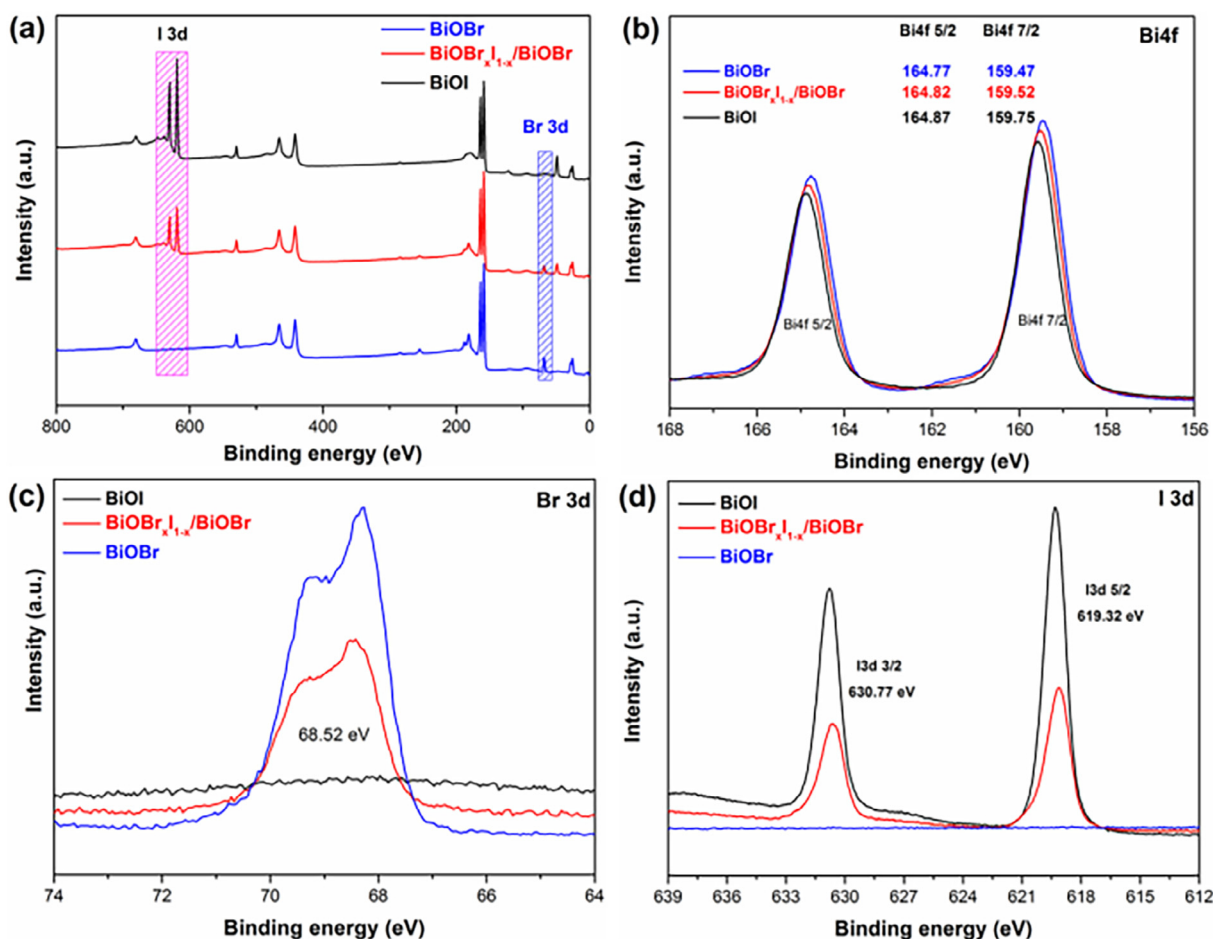 (a)
I 3d
BiOBr
BiOBrxI1-x/BiOBr
BiOI
Br 3d
Intensity (a.u.)
800 600 400 200 0
Binding energy (eV)
(b)
Bi4f 5/2 Bi4f 7/2 Bi4f
BiOBr 164.77 159.47
BiOBrxI1-x/BiOBr 164.82 159.52
BiOI 164.87 159.75
Intensity (a.u.)
Bi4f 5/2 Bi4f 7/2
168 166 164 162 160 158 156
Binding energy (eV)
(c)
BiOI Br 3d
BiOBrxI1-x/BiOBr
BiOBr
Intensity (a.u.)
68.52 eV
74 72 70 68 66 64
Binding energy (eV)
(d)
BiOI I 3d
BiOBrxI1-x/BiOBr
BiOBr
I3d 5/2
619.32 eV
Intensity (a.u.)
I3d 3/2
630.77 eV
639 636 633 630 627 624 621 618 615 612
Binding energy (eV)